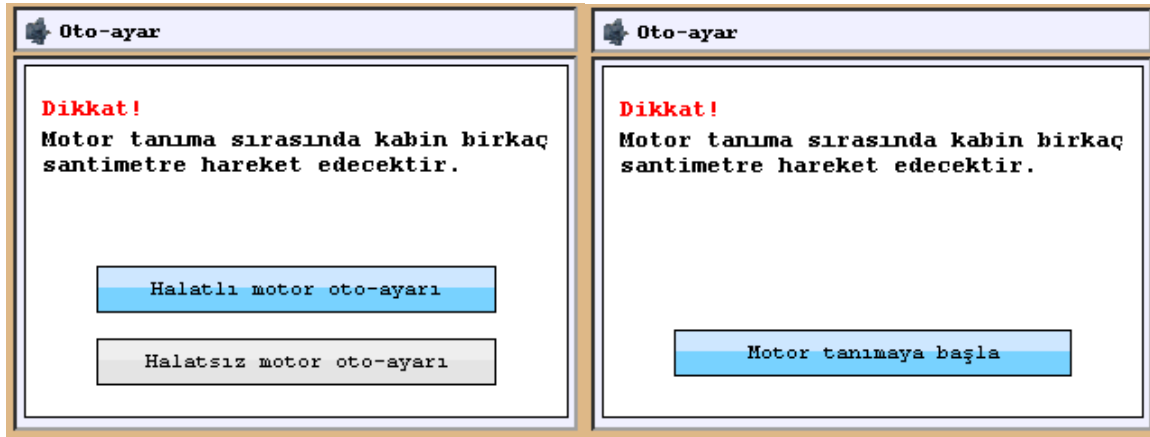 Oto-ayar
Dikkat!
Motor tanıma sırasında kabin birkaç
santimetre hareket edecektir.
Halatlı motor oto-ayarı
Halatsız motor oto-ayarı
Oto-ayar
Dikkat!
Motor tanıma sırasında kabin birkaç
santimetre hareket edecektir.
Motor tanımaya başla